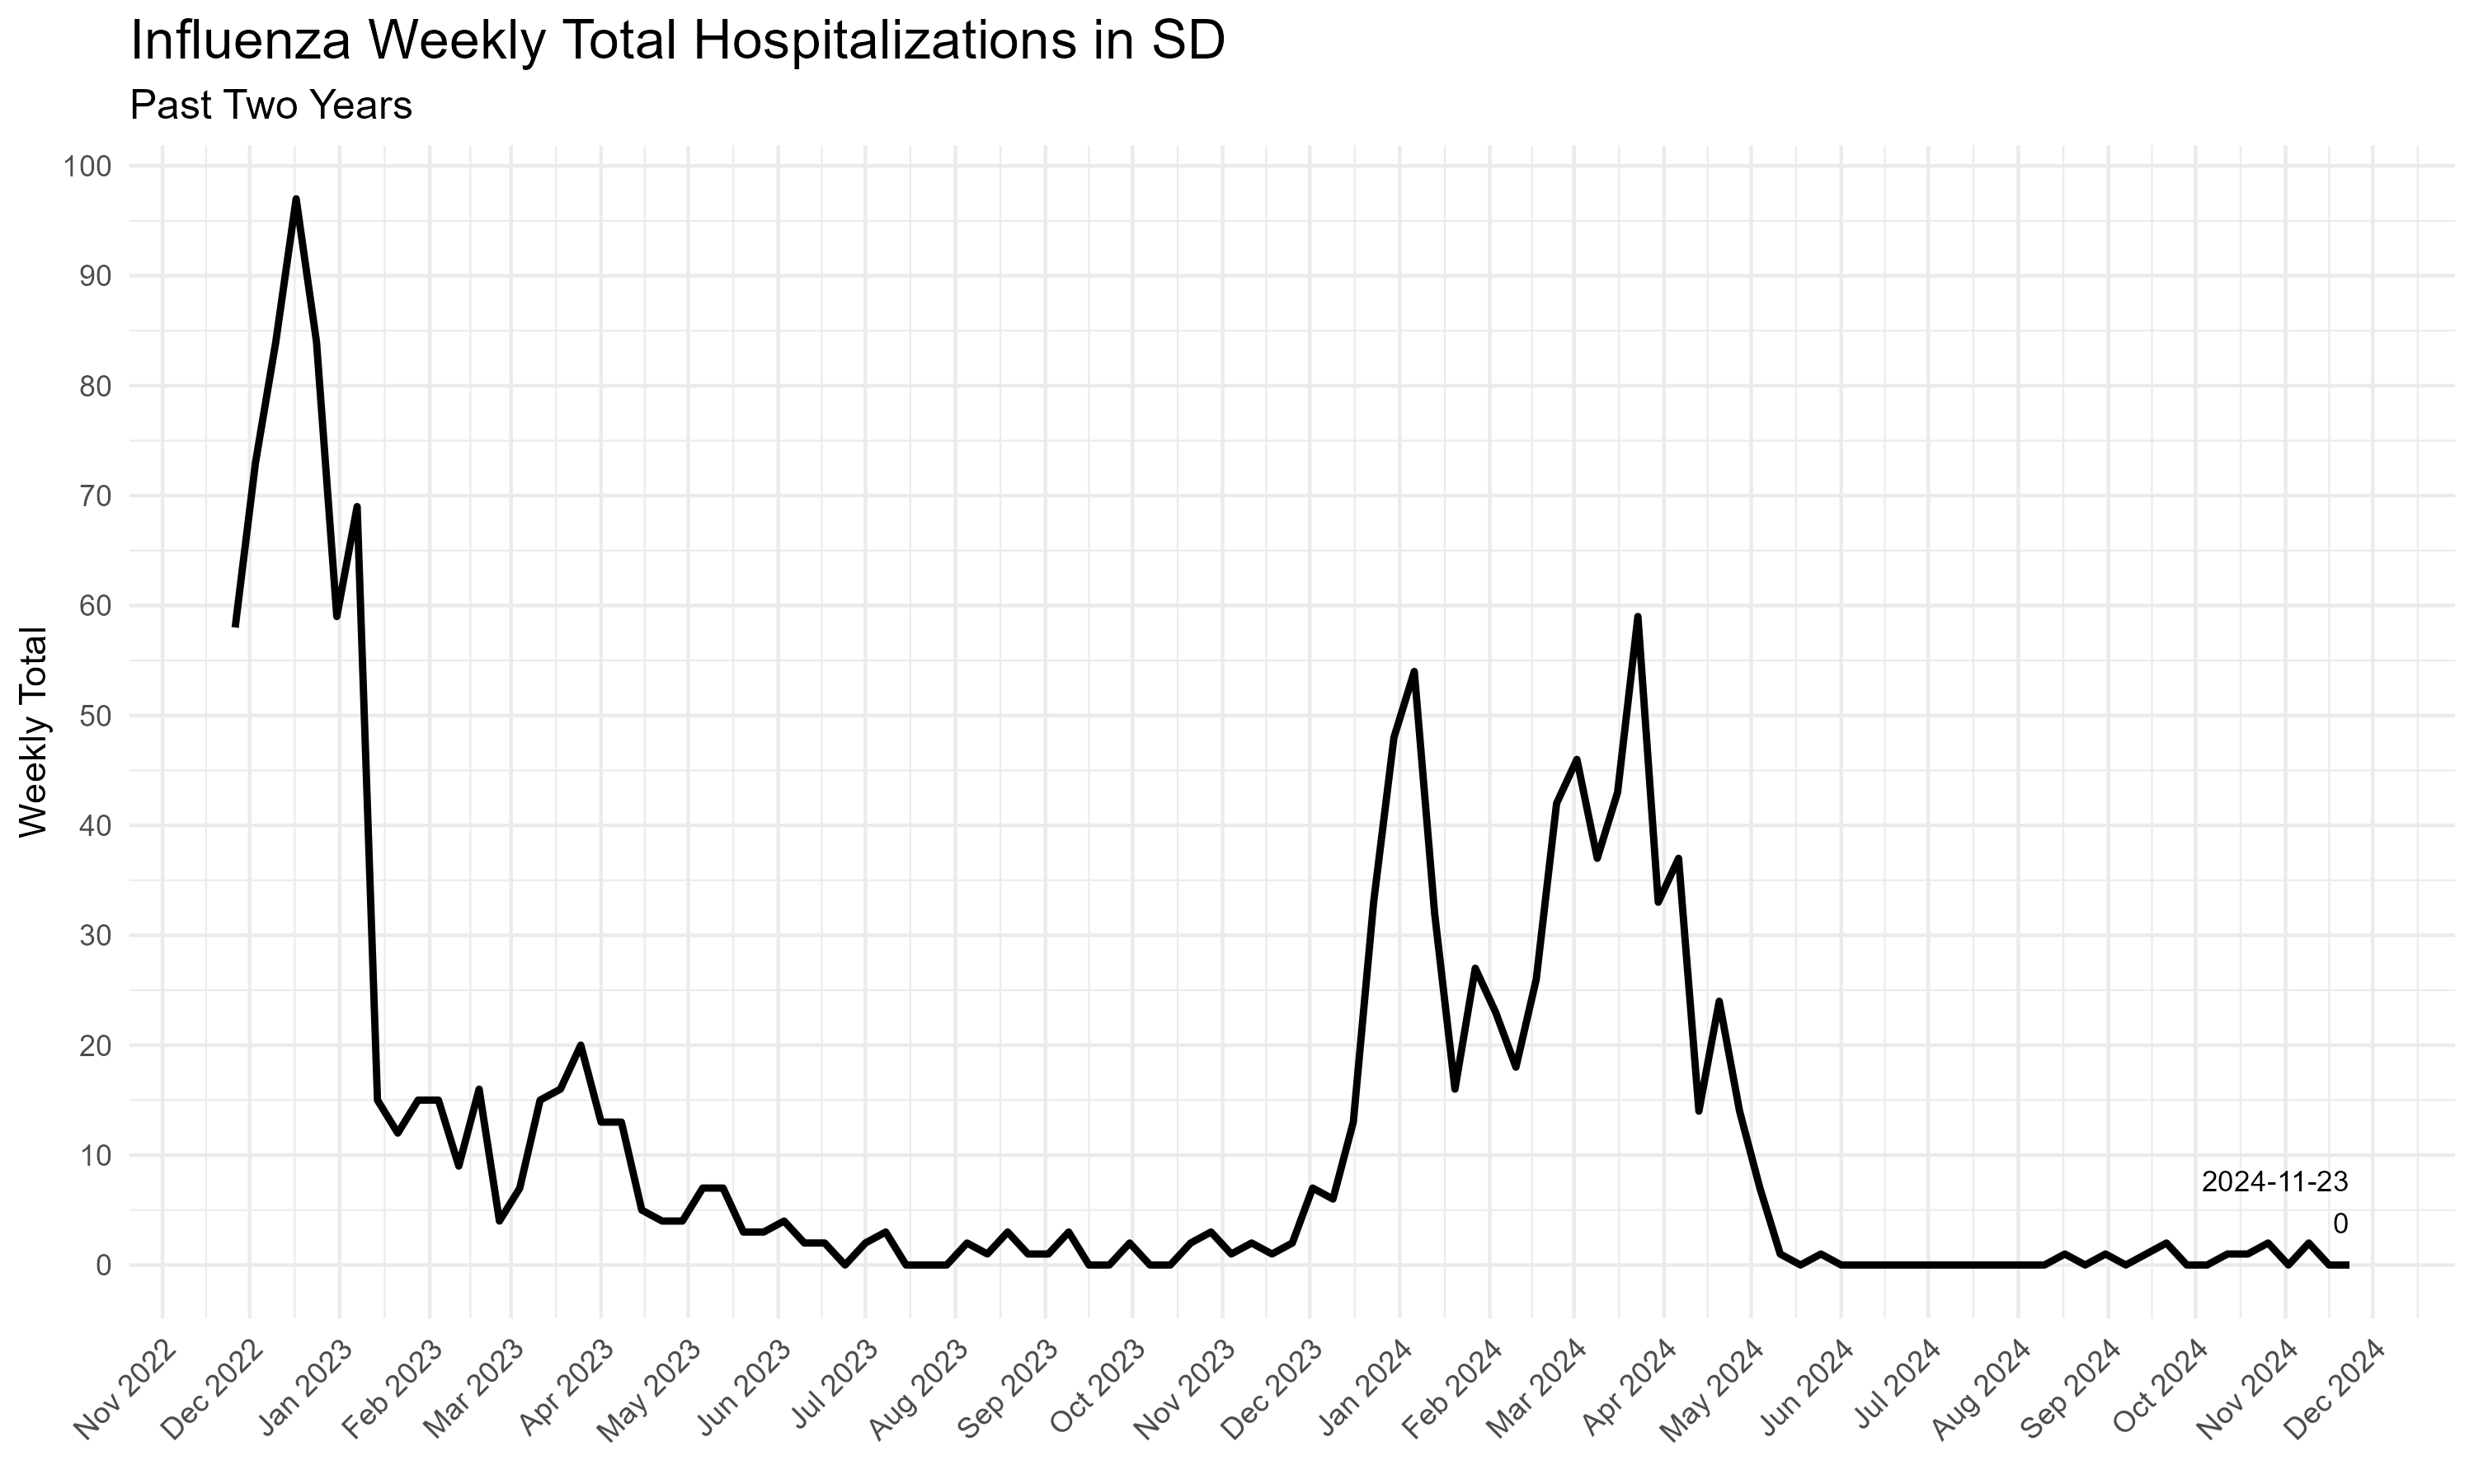 Influenza Weekly Total Hospitalizations in SD
Past Two Years
Weekly Total
100
90
80
70
60
50
40
30
20
10
0
2024-11-23
0
Nov 2022
Dec 2022
Jan 2023
Feb 2023
Mar 2023
Apr 2023
May 2023
Jun 2023
Jul 2023
Aug 2023
Sep 2023
Oct 2023
Nov 2023
Dec 2023
Jan 2024
Feb 2024
Mar 2024
Apr 2024
May 2024
Jun 2024
Jul 2024
Aug 2024
Sep 2024
Oct 2024
Nov 2024
Dec 2024